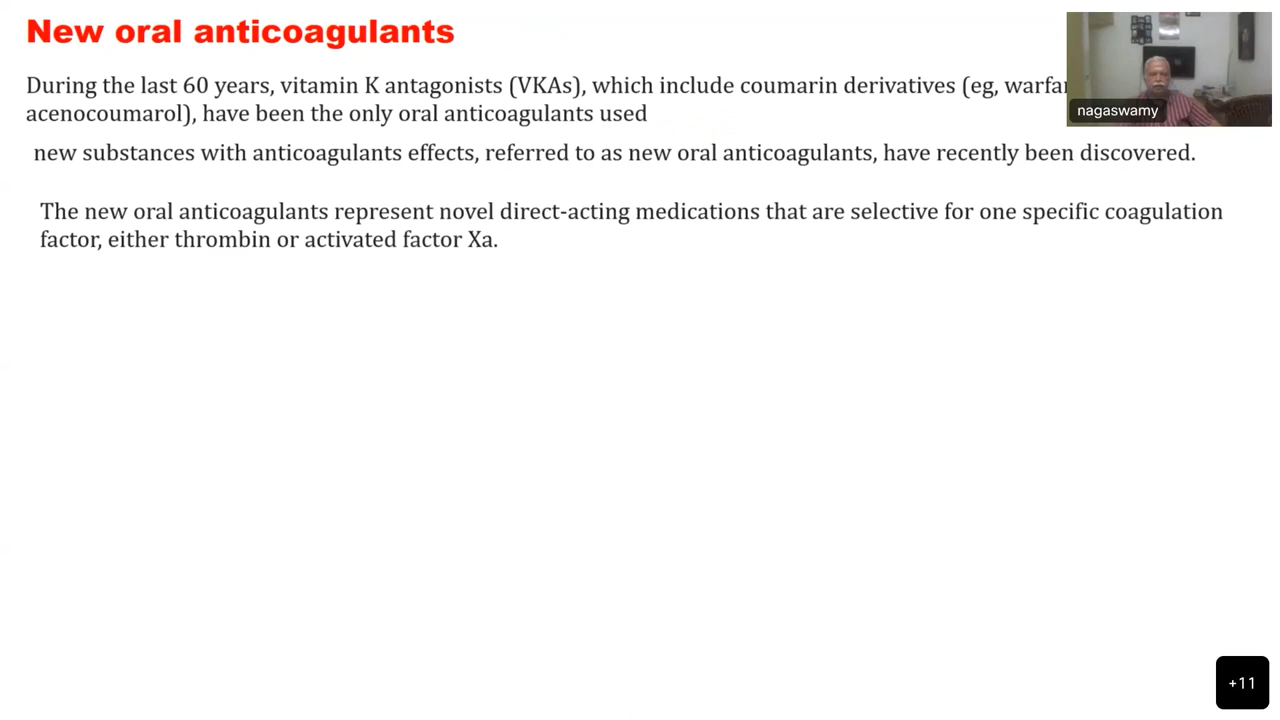 New oral anticoagulants
During the last 60 years, vitamin K antagonists (VKAs), which include coumarin derivatives (eg,
acenocoumarol), have been the only oral anticoagulants used
nagaswamy
new substances with anticoagulants effects, referred to as new oral anticoagulants, have recently been discovered.
The new oral anticoagulants represent novel direct-acting medications that are selective for one specific coagulation
factor, either thrombin or activated factor Xa.
+11